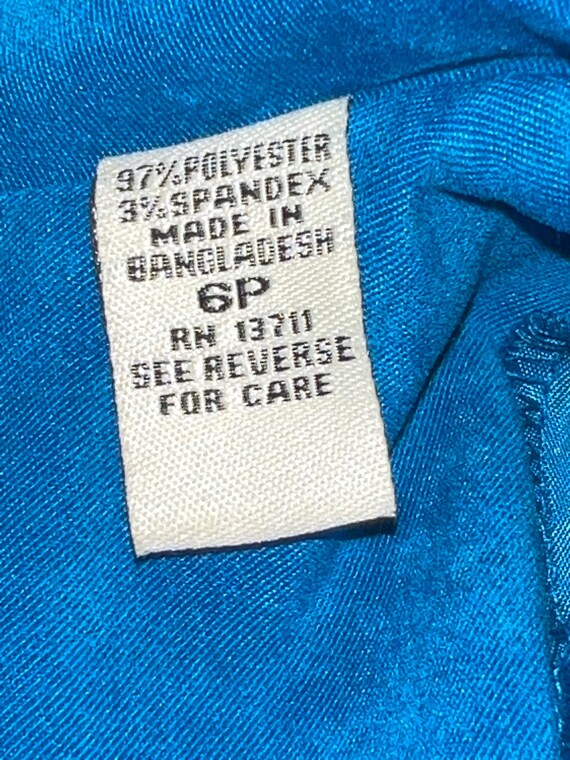 97% POLYESTER
3% SPANDEX
MADE IN
BANGLADESH
6P
RN 13711
SEE REVERSE
FOR CARE